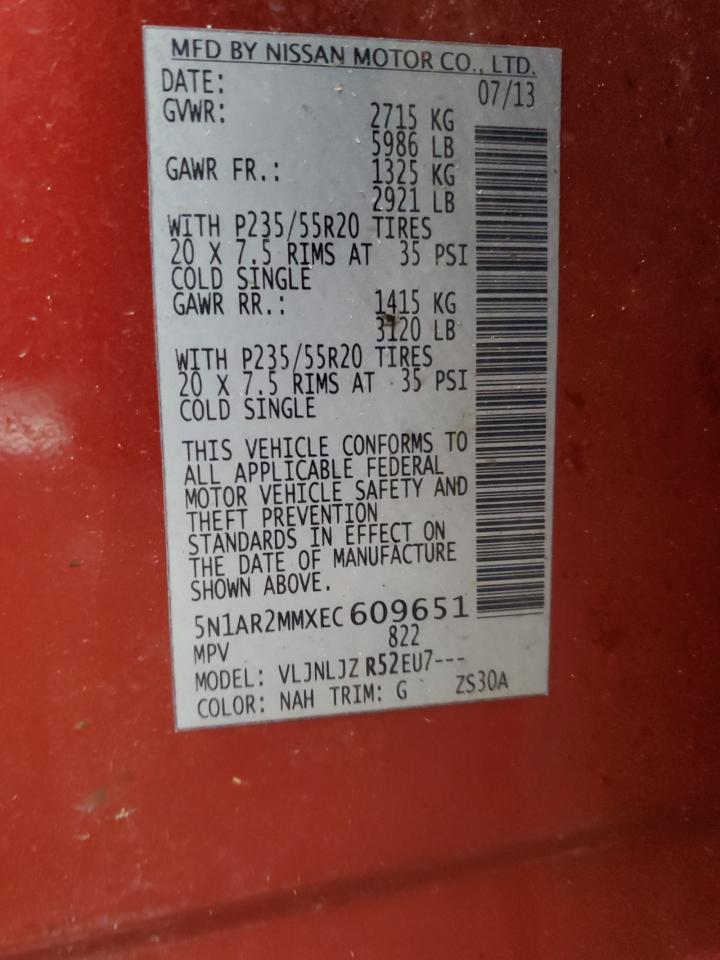 MFD BY NISSAN MOTOR CO., LTD.
DATE: 07/13
GVWR: 2715 KG
5986 LB
GAWR FR.: 1325 KG
2921 LB
WITH P235/55R20 TIRES
20 X 7.5 RIMS AT 35 PSI
COLD SINGLE
GAWR RR.: 1415 KG
3120 LB
WITH P235/55R20 TIRES
20 X 7.5 RIMS AT 35 PSI
COLD SINGLE
THIS VEHICLE CONFORMS TO
ALL APPLICABLE FEDERAL
MOTOR VEHICLE SAFETY AND
THEFT PREVENTION
STANDARDS IN EFFECT ON
THE DATE OF MANUFACTURE
SHOWN ABOVE.
5N1AR2MMXEC609651
MPV 822
MODEL: VLJNLJZ R52EU7---
COLOR: NAH TRIM: G ZS30A